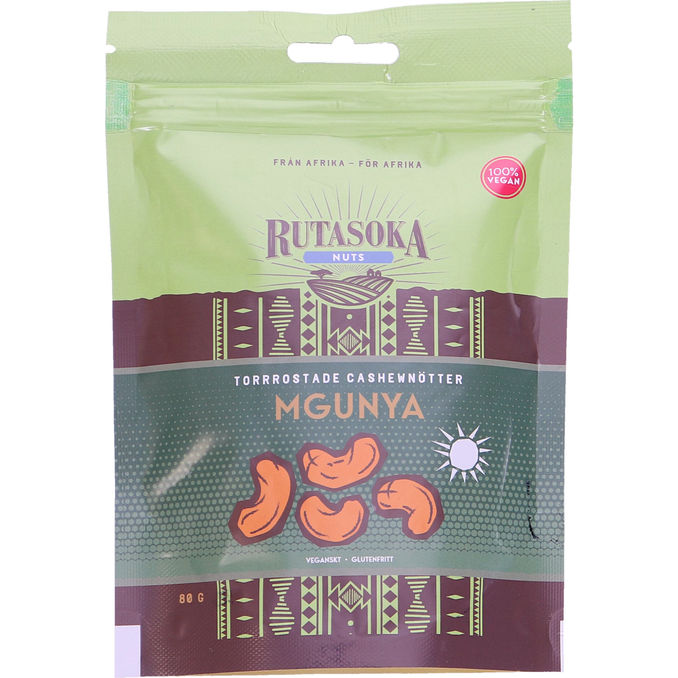 FRÅN AFRIKA – FÖR AFRIKA
100%
VEGAN
RUTASOKA
NUTS
TORRROSTADE CASHEWNÖTTER
MGUNYA
VEGANSKT • GLUTENFRITT
80 G